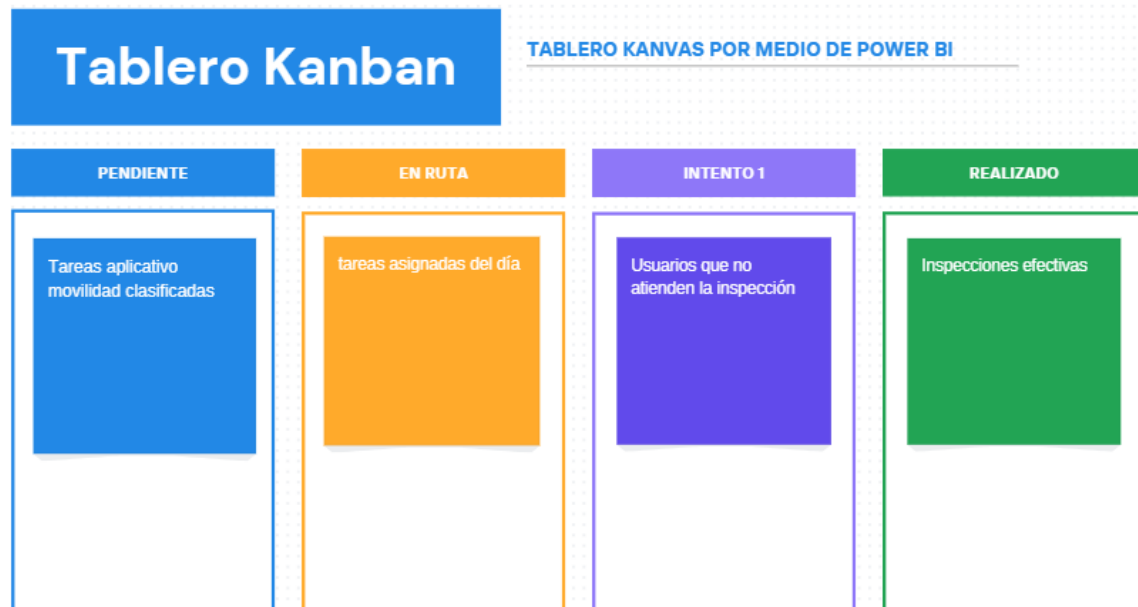 Tablero Kanban
TABLERO KANVAS POR MEDIO DE POWER BI
PENDIENTE
EN RUTA
INTENTO 1
REALIZADO
Tareas aplicativo
movilidad clasificadas
tareas asignadas del día
Usuarios que no
atienden la inspección
Inspecciones efectivas